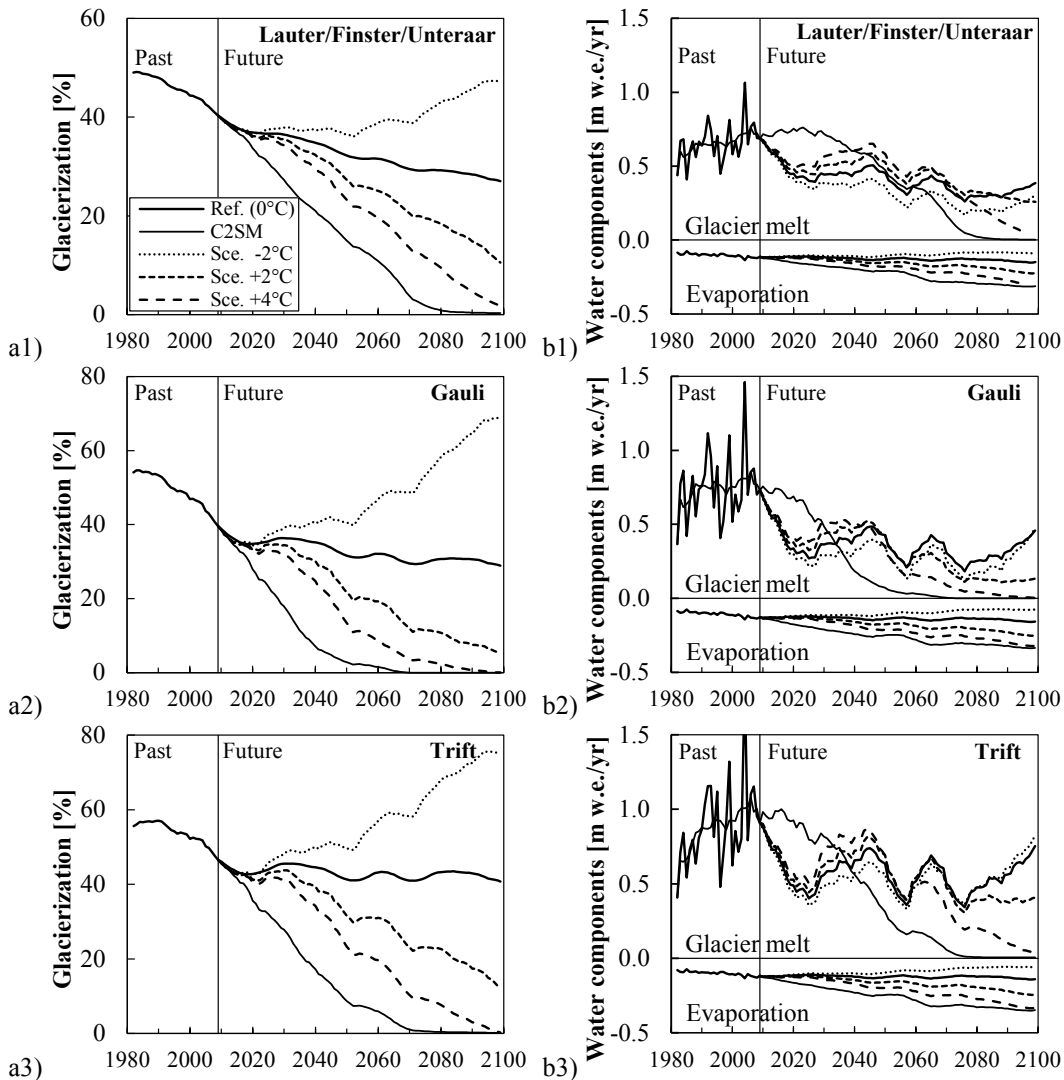 60
Lauter/Finster/Unteraar
Past Future
40
Glacierization [%]
20
Ref. (0°C)
C2SM
Sce. -2°C
Sce. +2°C
Sce. +4°C
0
1980 2000 2020 2040 2060 2080 2100
a1)
1.5
Lauter/Finster/Unteraar
Past Future
1.0
Water components [m w.e./yr]
0.5
Glacier melt
0.0
Evaporation
-0.5
1980 2000 2020 2040 2060 2080 2100
b1)
80
Past Future Gauli
60
Glacierization [%]
40
20
0
1980 2000 2020 2040 2060 2080 2100
a2)
1.5
Past Future Gauli
1.0
Water components [m w.e./yr]
0.5
Glacier melt
0.0
Evaporation
-0.5
1980 2000 2020 2040 2060 2080 2100
b2)
80
Past Future Trift
60
Glacierization [%]
40
20
0
1980 2000 2020 2040 2060 2080 2100
a3)
1.5
Past Future Trift
1.0
Water components [m w.e./yr]
0.5
Glacier melt
0.0
Evaporation
-0.5
1980 2000 2020 2040 2060 2080 2100
b3)